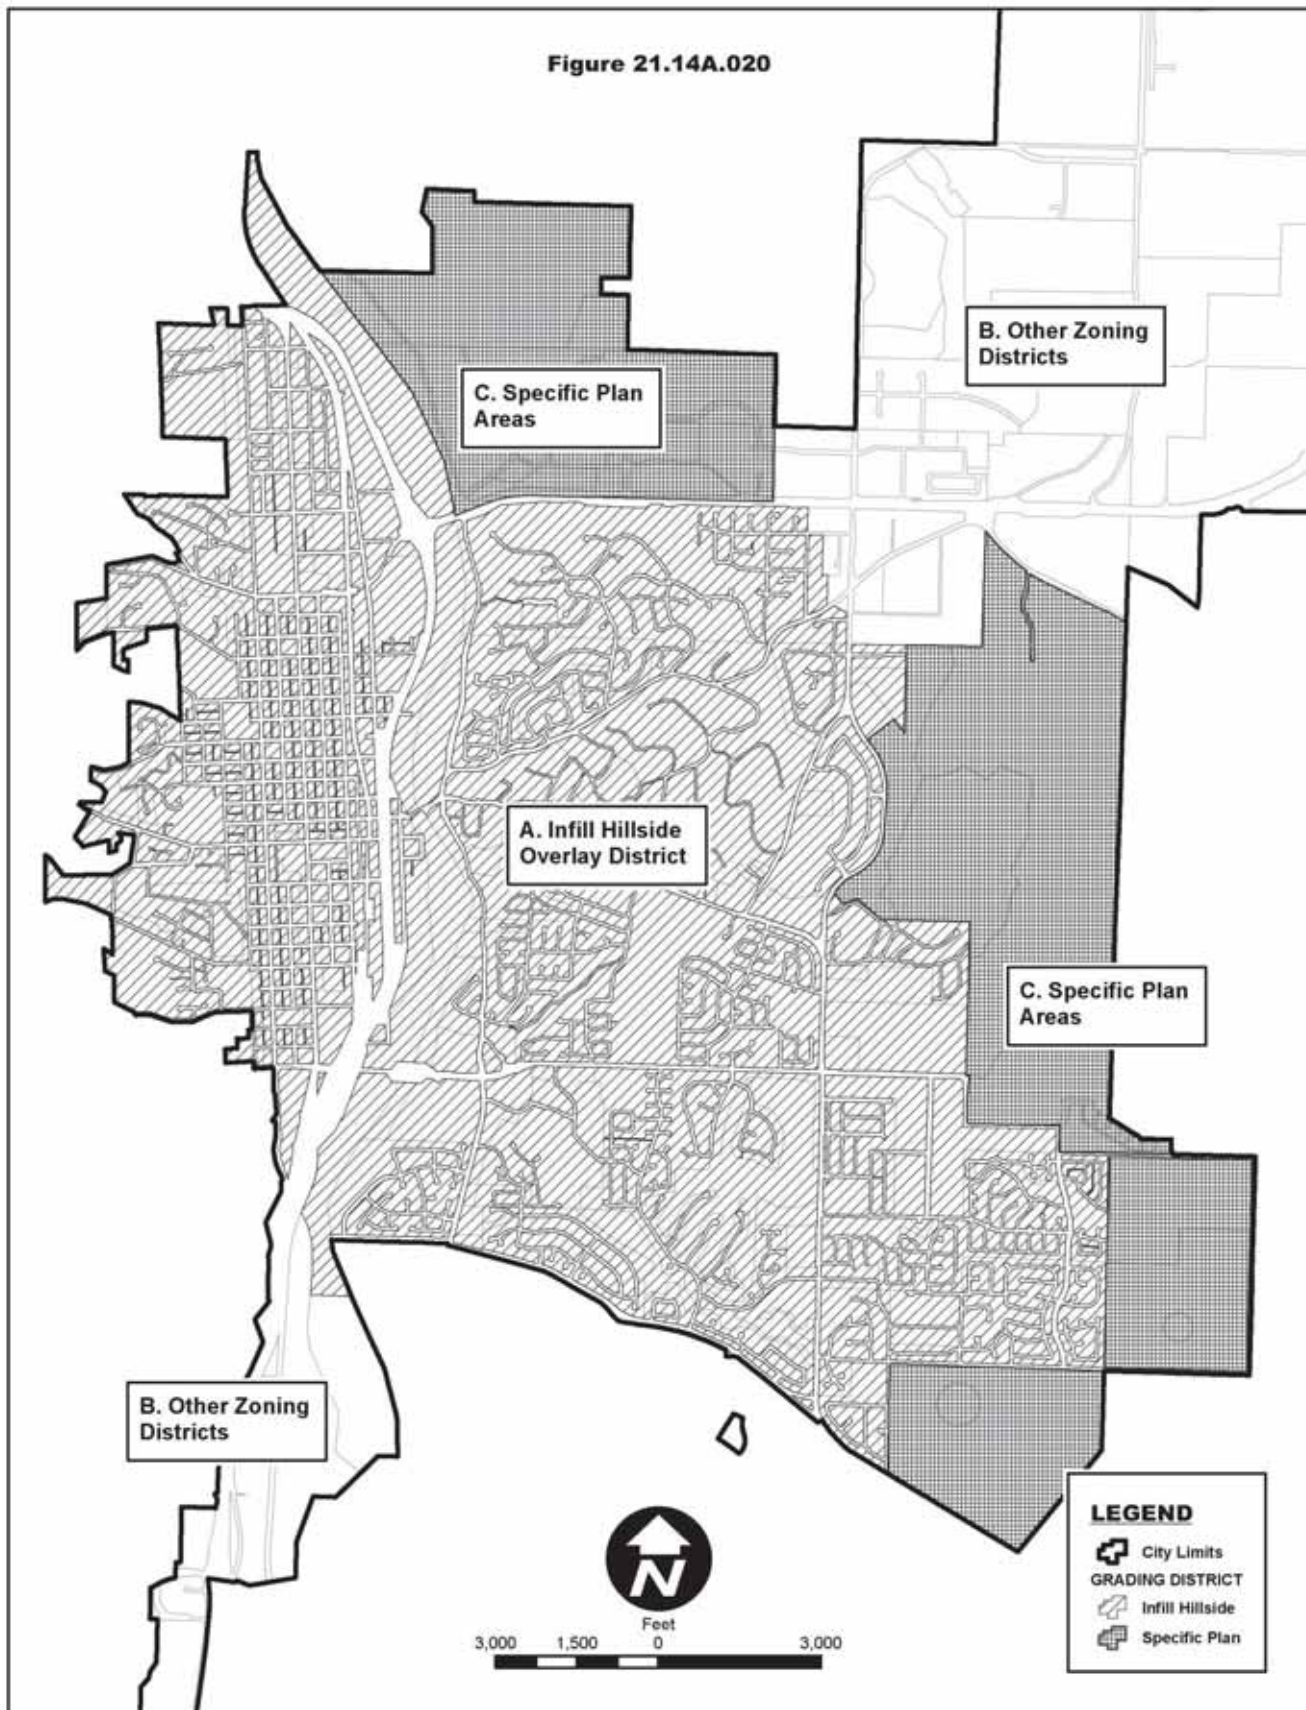 Figure 21.14A.020
B. Other Zoning
Districts
C. Specific Plan
Areas
A. Infill Hillside
Overlay District
C. Specific Plan
Areas
B. Other Zoning
Districts
LEGEND
City Limits
GRADING DISTRICT
Infill Hillside
Specific Plan
N
Feet
3,000 1,500 0 3,000